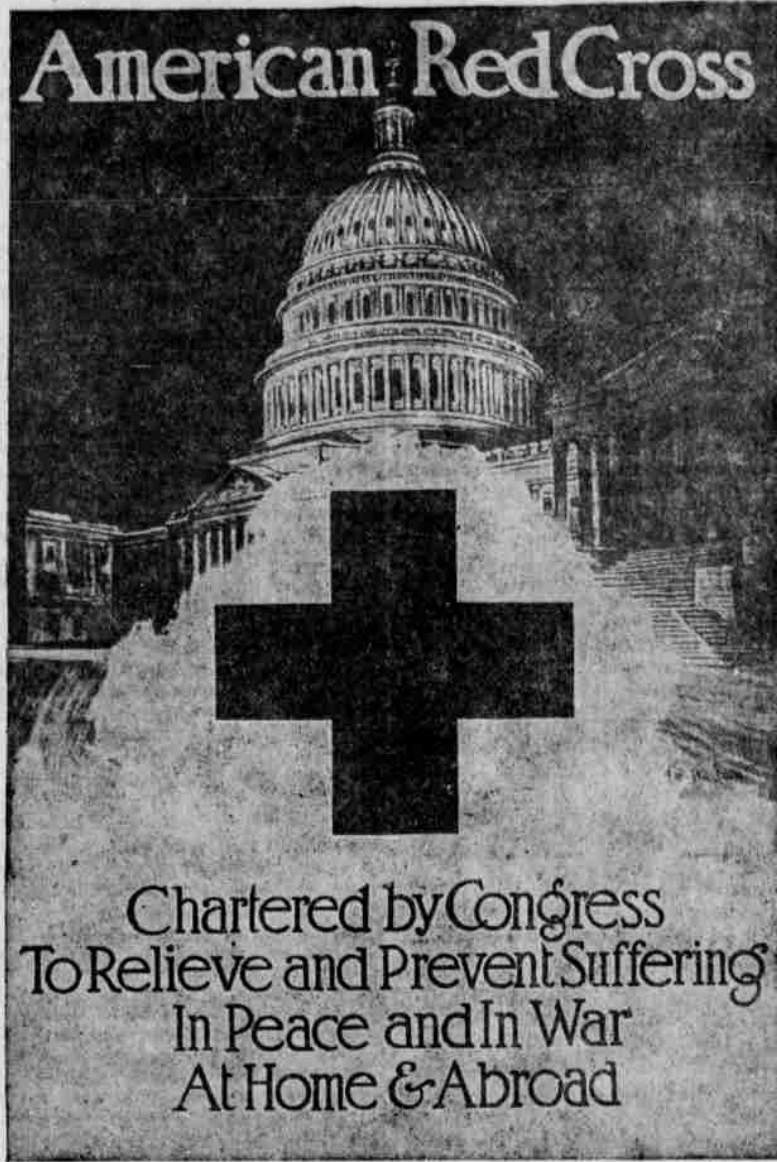 American Red Cross
Chartered by Congress
To Relieve and Prevent Suffering
In Peace and In War
At Home & Abroad